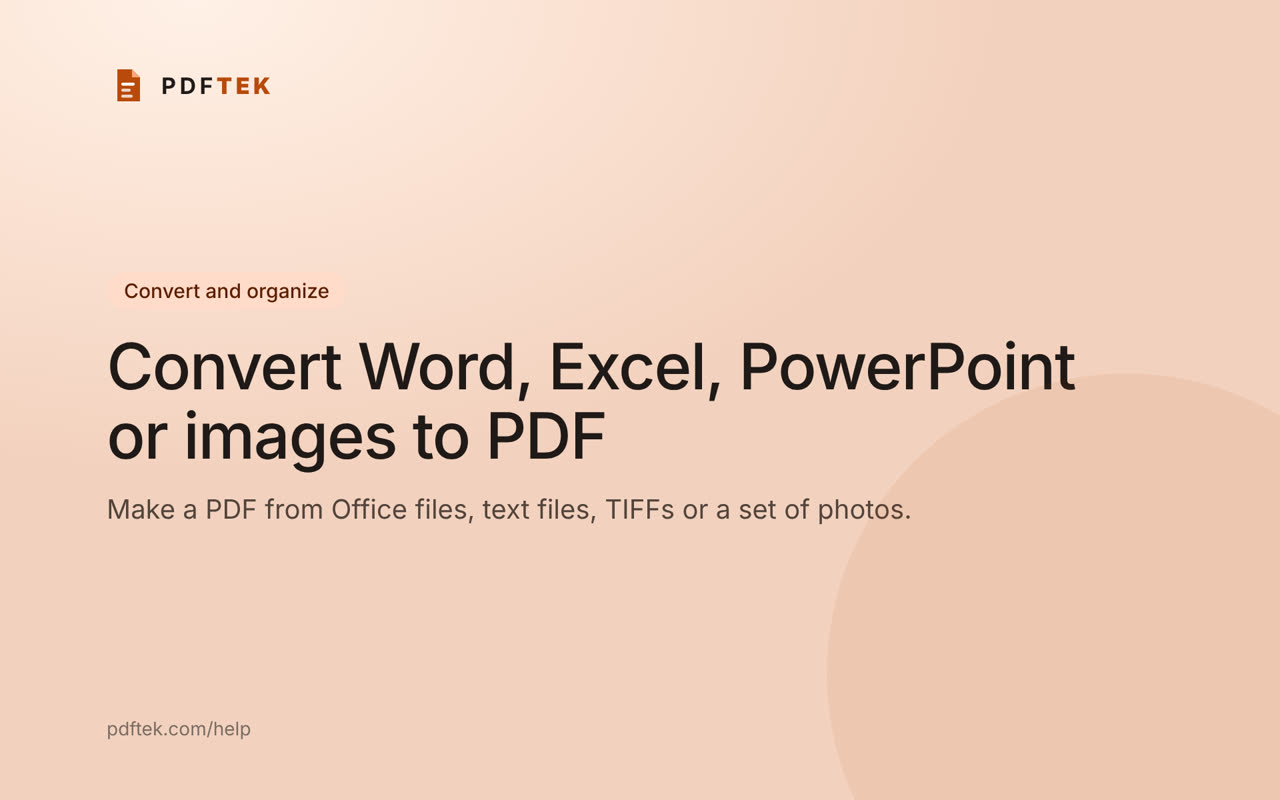 PDFTEK
Convert and organize
Convert Word, Excel, PowerPoint
or images to PDF
Make a PDF from Office files, text files, TIFFs or a set of photos.
pdftek.com/help